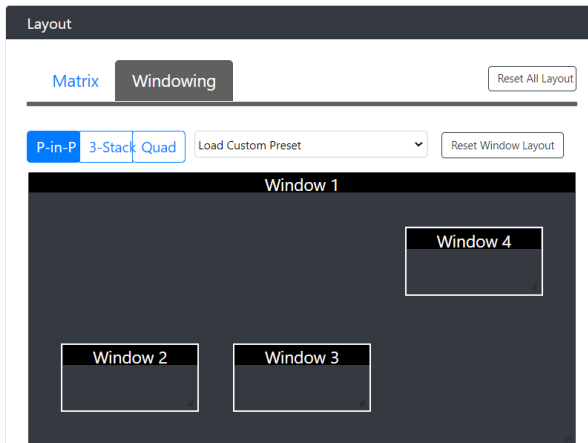 Layout
Matrix
Windowing
Reset All Layout
P-in-P
3-Stack
Quad
Load Custom Preset
Reset Window Layout
Window 1
Window 4
Window 2
Window 3